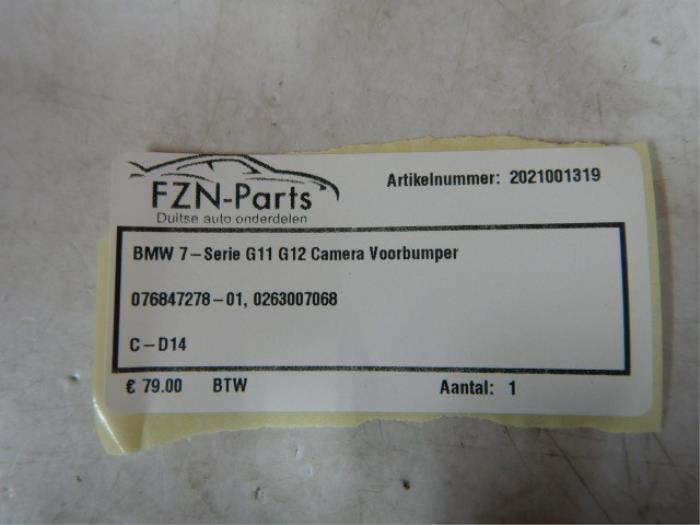 FZN-Parts
Duitse auto onderdelen
Artikelnummer: 2021001319
BMW 7-Serie G11 G12 Camera Voorbumper
076847278-01, 0263007068
C-D14
€ 79.00 BTW Aantal: 1